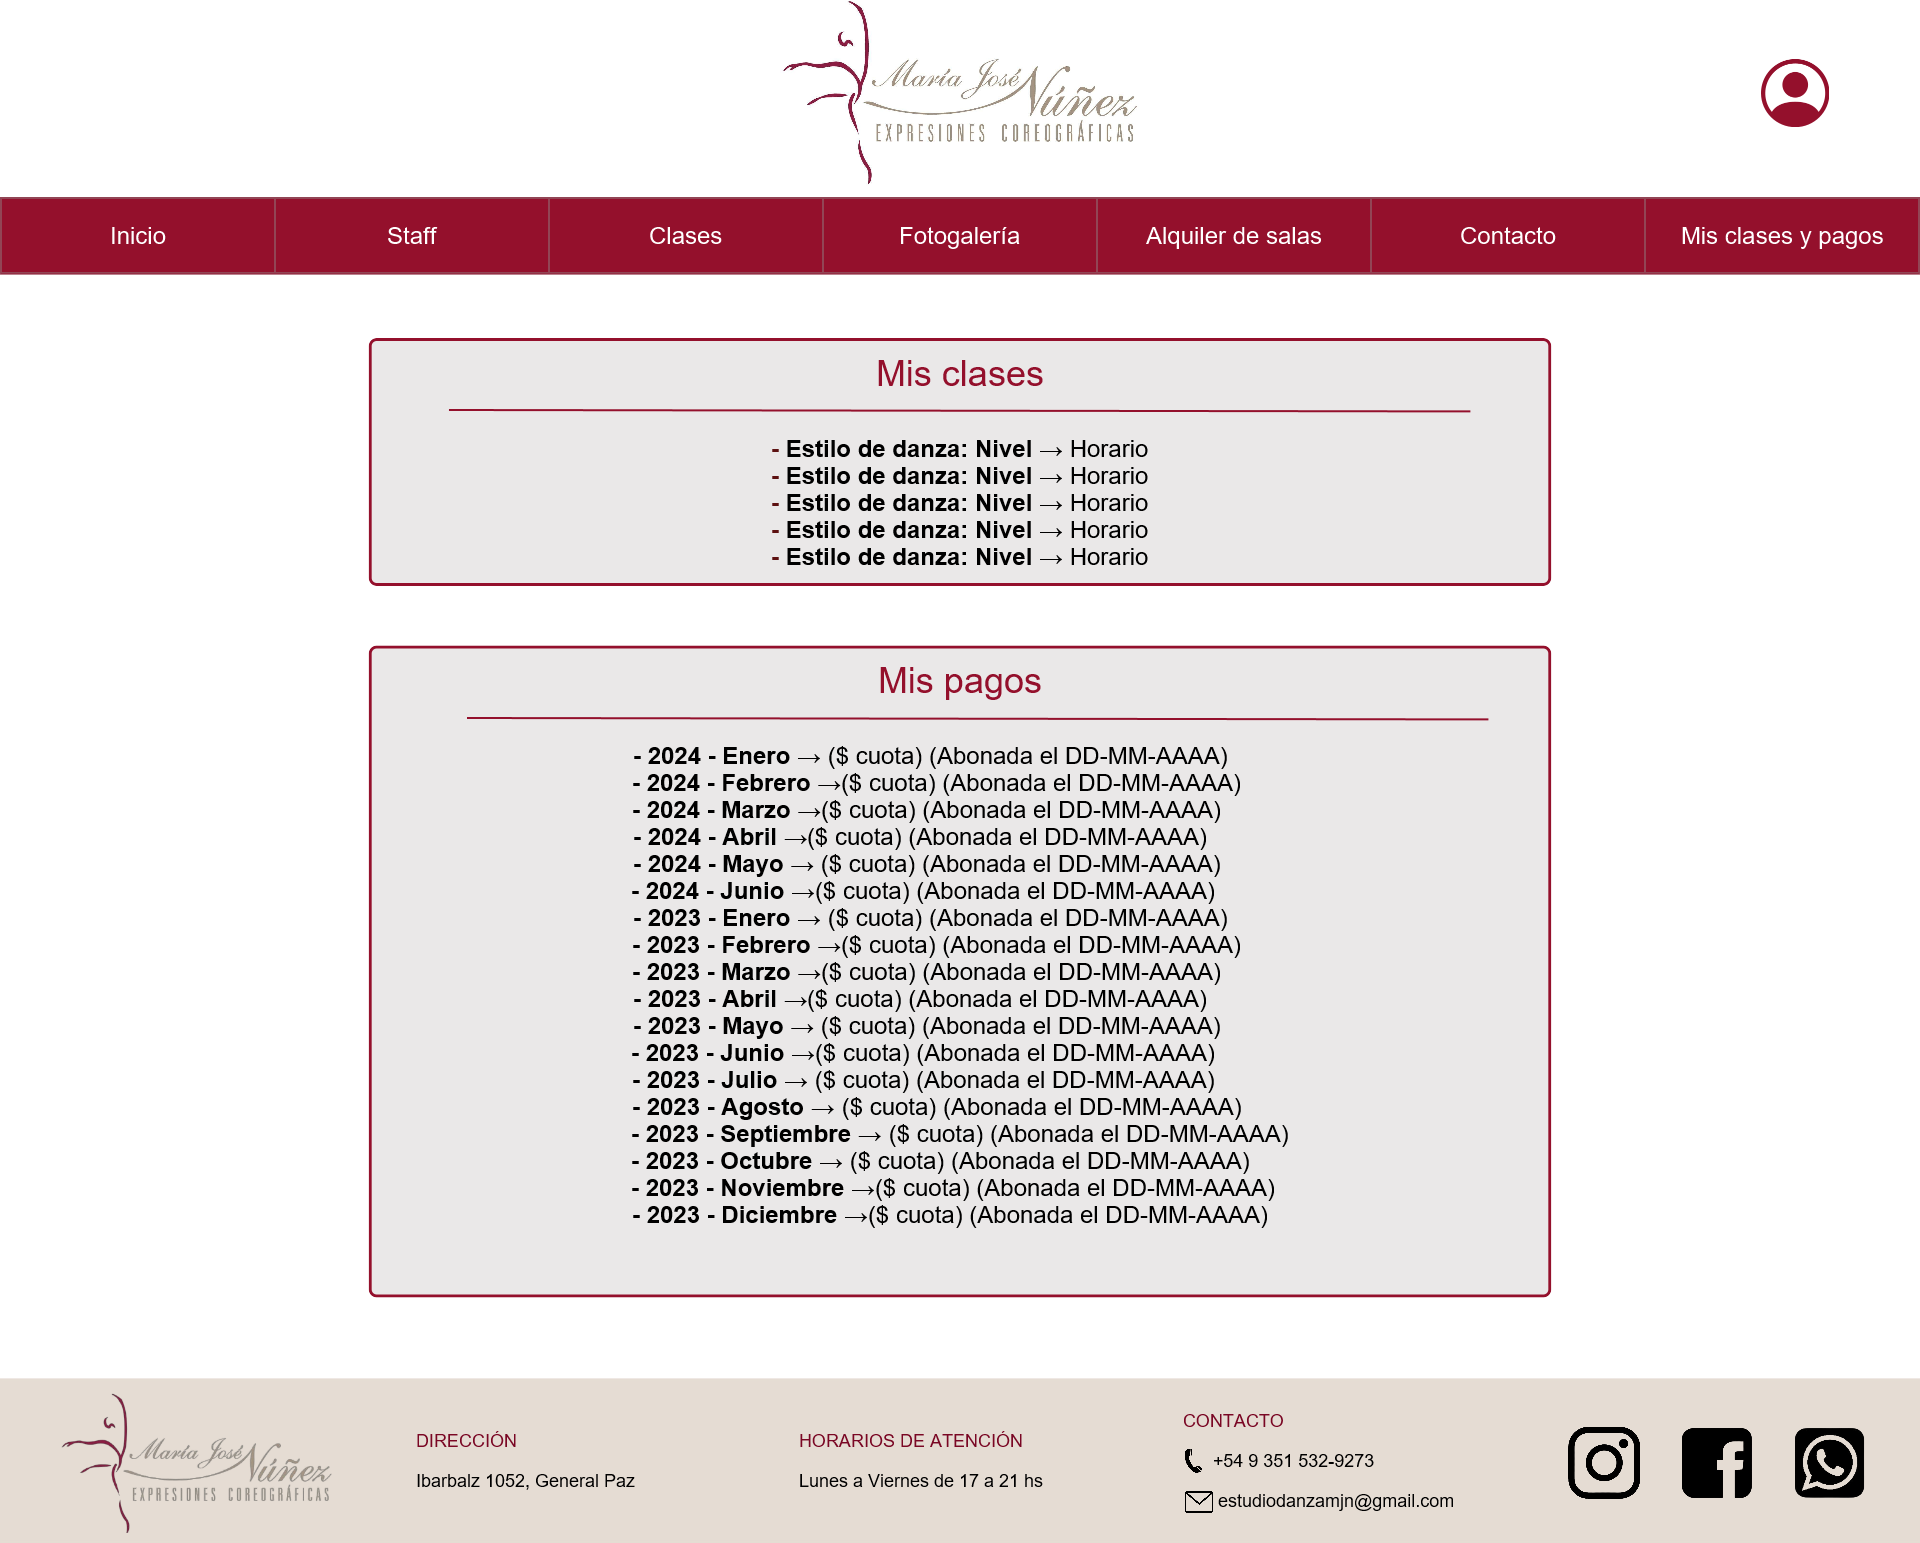 María José Núñez
EXPRESIONES COREOGRÁFICAS
Inicio
Staff
Clases
Fotogalería
Alquiler de salas
Contacto
Mis clases y pagos
Mis clases
- Estilo de danza: Nivel → Horario
- Estilo de danza: Nivel → Horario
- Estilo de danza: Nivel → Horario
- Estilo de danza: Nivel → Horario
- Estilo de danza: Nivel → Horario
Mis pagos
- 2024 - Enero → ($ cuota) (Abonada el DD-MM-AAAA)
- 2024 - Febrero →($ cuota) (Abonada el DD-MM-AAAA)
- 2024 - Marzo →($ cuota) (Abonada el DD-MM-AAAA)
- 2024 - Abril →($ cuota) (Abonada el DD-MM-AAAA)
- 2024 - Mayo → ($ cuota) (Abonada el DD-MM-AAAA)
- 2024 - Junio →($ cuota) (Abonada el DD-MM-AAAA)
- 2023 - Enero → ($ cuota) (Abonada el DD-MM-AAAA)
- 2023 - Febrero →($ cuota) (Abonada el DD-MM-AAAA)
- 2023 - Marzo →($ cuota) (Abonada el DD-MM-AAAA)
- 2023 - Abril →($ cuota) (Abonada el DD-MM-AAAA)
- 2023 - Mayo → ($ cuota) (Abonada el DD-MM-AAAA)
- 2023 - Junio →($ cuota) (Abonada el DD-MM-AAAA)
- 2023 - Julio → ($ cuota) (Abonada el DD-MM-AAAA)
- 2023 - Agosto → ($ cuota) (Abonada el DD-MM-AAAA)
- 2023 - Septiembre → ($ cuota) (Abonada el DD-MM-AAAA)
- 2023 - Octubre → ($ cuota) (Abonada el DD-MM-AAAA)
- 2023 - Noviembre →($ cuota) (Abonada el DD-MM-AAAA)
- 2023 - Diciembre →($ cuota) (Abonada el DD-MM-AAAA)
María José Núñez
EXPRESIONES COREOGRÁFICAS
DIRECCIÓN
Ibarbalz 1052, General Paz
HORARIOS DE ATENCIÓN
Lunes a Viernes de 17 a 21 hs
CONTACTO
+54 9 351 532-9273
estudiodanzamjn@gmail.com